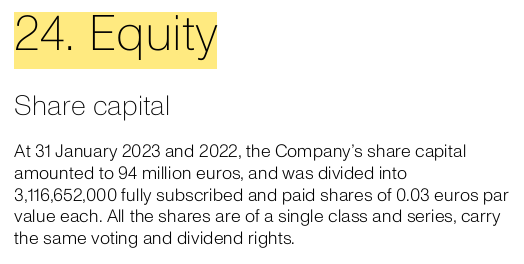 24. Equity
Share capital
At 31 January 2023 and 2022, the Company’s share capital
amounted to 94 million euros, and was divided into
3,116,652,000 fully subscribed and paid shares of 0.03 euros par
value each. All the shares are of a single class and series, carry
the same voting and dividend rights.